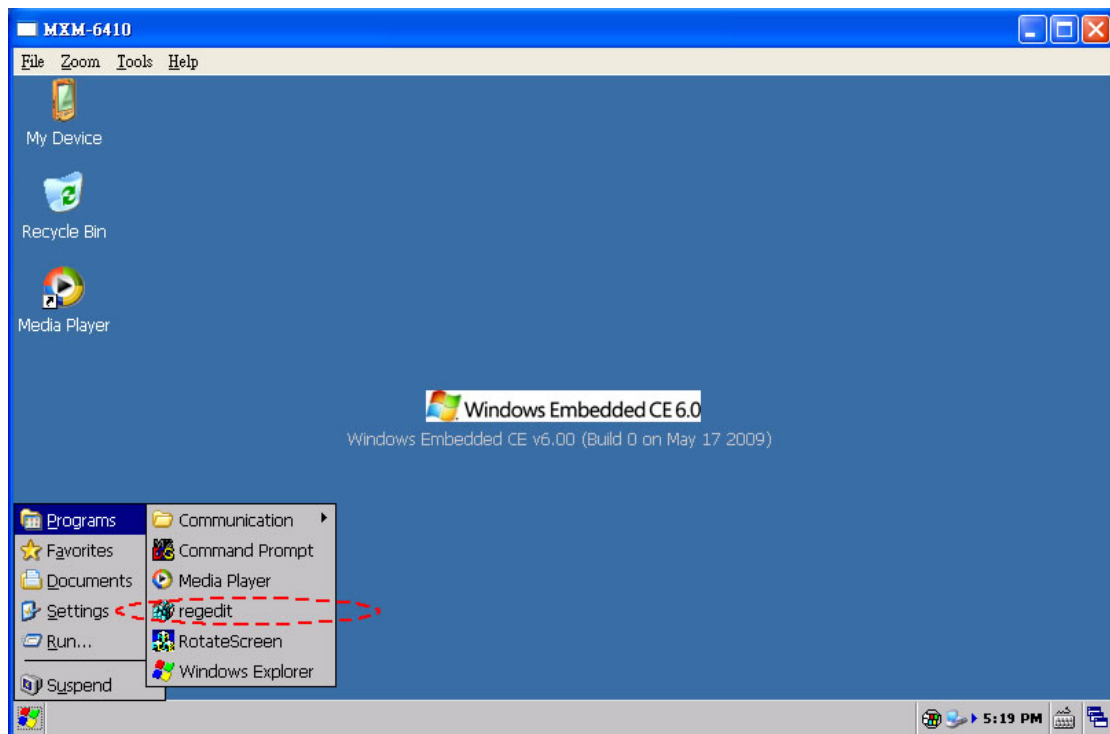 MXM-6410
File Zoom Tools Help
My Device
Recycle Bin
Media Player
Windows Embedded CE 6.0
Windows Embedded CE v6.00 (Build 0 on May 17 2009)
Programs
Favorites
Documents
Settings
Run...
Suspend
Communication
Command Prompt
Media Player
regedit
RotateScreen
Windows Explorer
5:19 PM